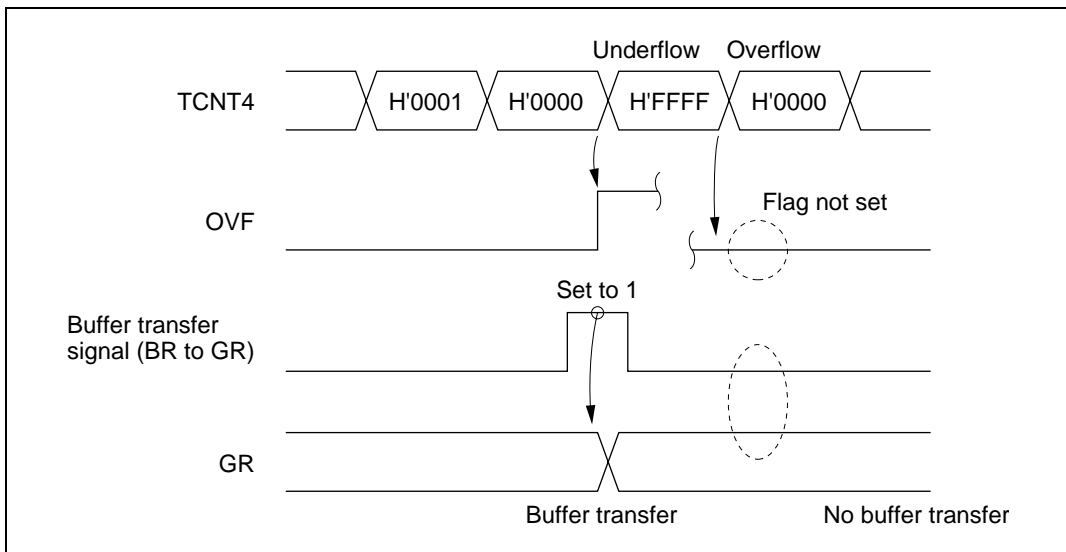 Underflow Overflow
TCNT4 H'0001 H'0000 H'FFFF H'0000
Flag not set
OVF
Set to 1
Buffer transfer
signal (BR to GR)
GR
Buffer transfer No buffer transfer